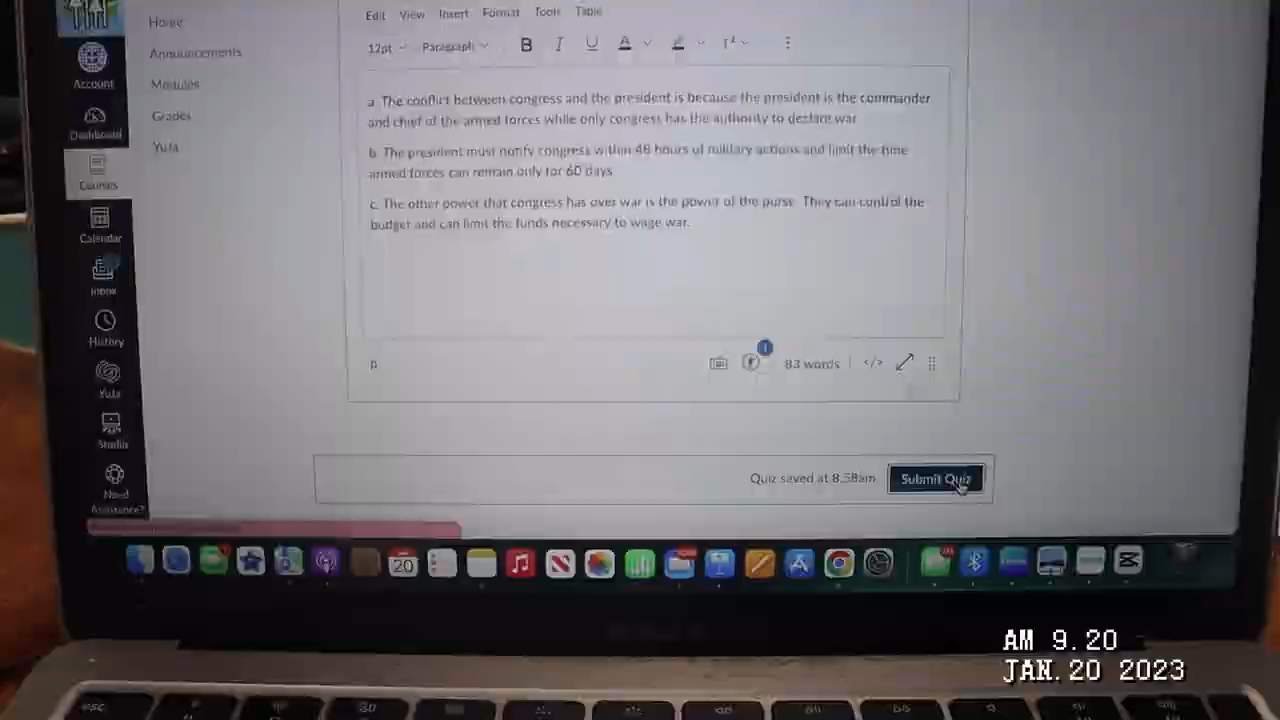 Home
Announcements
Modules
Grades
YuJa
Account
Dashboard
Courses
Calendar
Inbox
History
YuJa
Studio
Need
Assistance?
Edit View Insert Format Tools Table
12pt Paragraph B I U A T²
a. The conflict between congress and the president is because the president is the commander
and chief of the armed forces while only congress has the authority to declare war
b. The president must notify congress within 48 hours of military actions and limit the time
armed forces can remain only for 60 days
c. The other power that congress has over war is the power of the purse. They can control the
budget and can limit the funds necessary to wage war.
p
1
83 words </>
Quiz saved at 8:58am Submit Quiz
20
AM 9.20
JAN.20 2023
esc